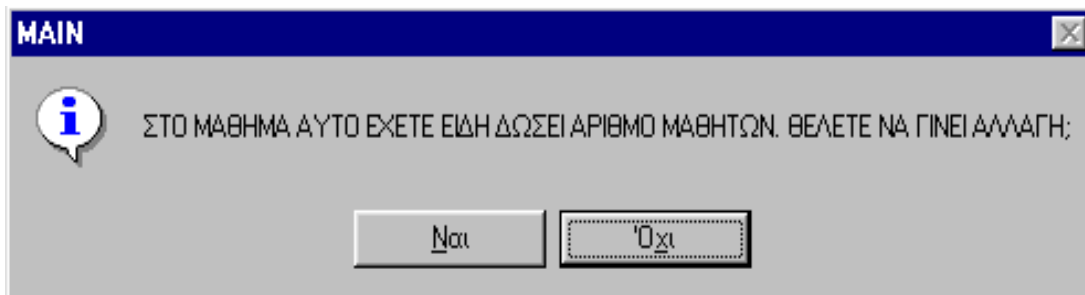 MAIN
ΣΤΟ ΜΑΘΗΜΑ ΑΥΤΟ ΕΧΕΤΕ ΕΙΔΗ ΔΩΣΕΙ ΑΡΙΘΜΟ ΜΑΘΗΤΩΝ. ΘΕΛΕΤΕ ΝΑ ΓΙΝΕΙ ΑΛΛΑΓΗ;
Ναι Όχι